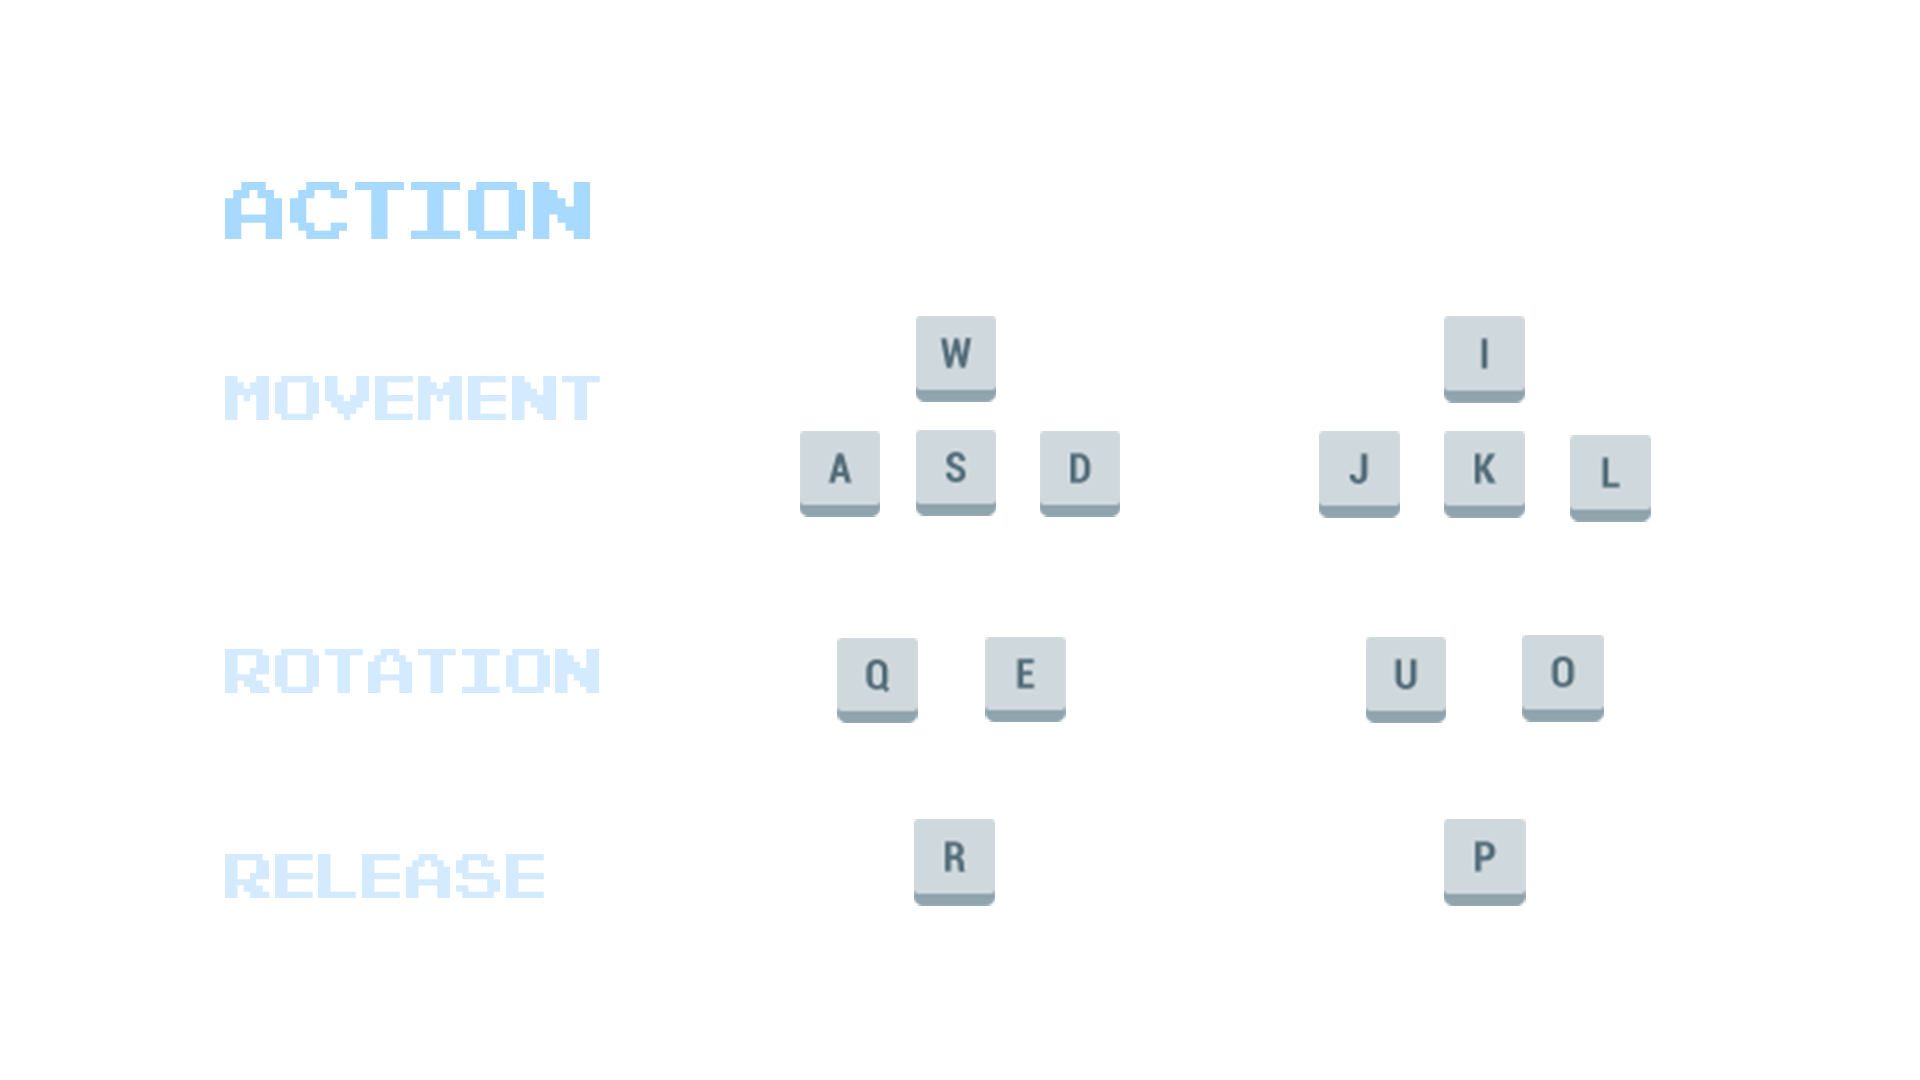 ACTION
W I
MOVEMENT
A S D J K L
ROTATION Q E U O
RELEASE R P